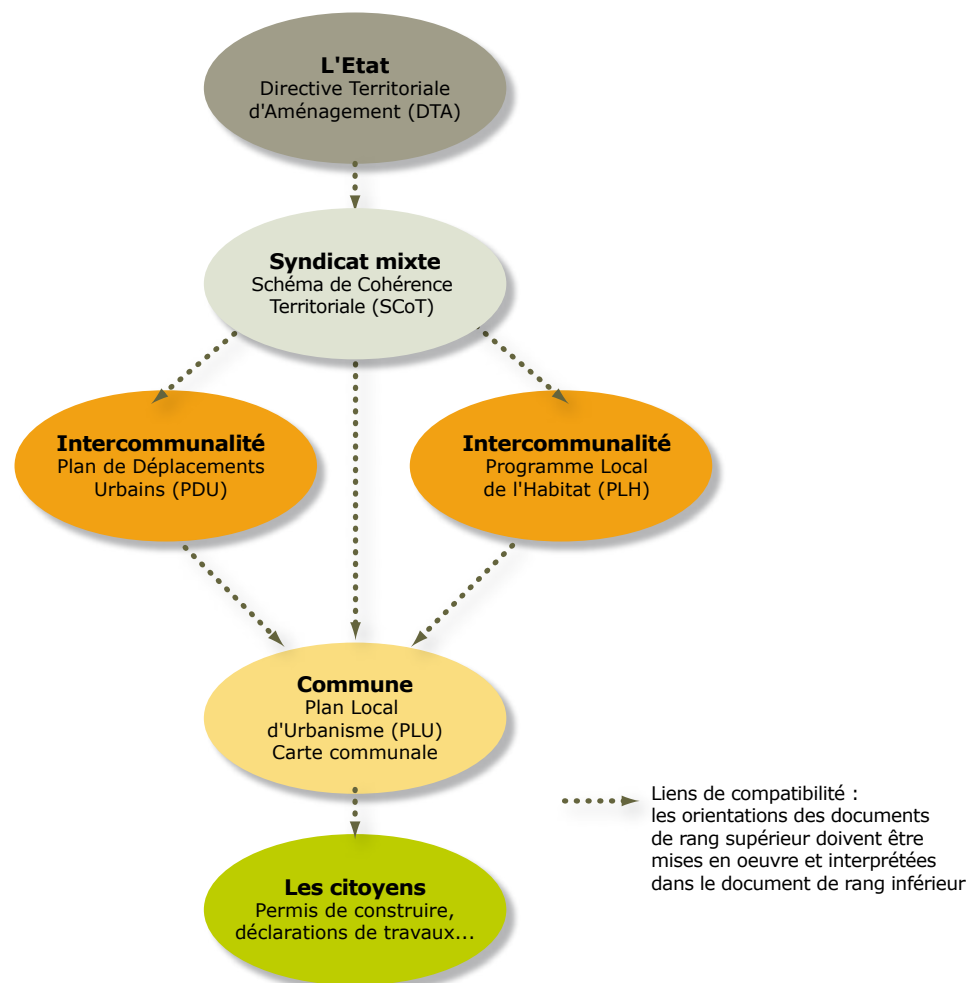 L'Etat
Directive Territoriale
d'Aménagement (DTA)
Syndicat mixte
Schéma de Cohérence
Territoriale (SCoT)
Intercommunalité
Plan de Déplacements
Urbains (PDU)
Intercommunalité
Programme Local
de l'Habitat (PLH)
Commune
Plan Local
d'Urbanisme (PLU)
Carte communale
Liens de compatibilité :
les orientations des documents
de rang supérieur doivent être
mises en oeuvre et interprétées
dans le document de rang inférieur
Les citoyens
Permis de construire,
déclarations de travaux...